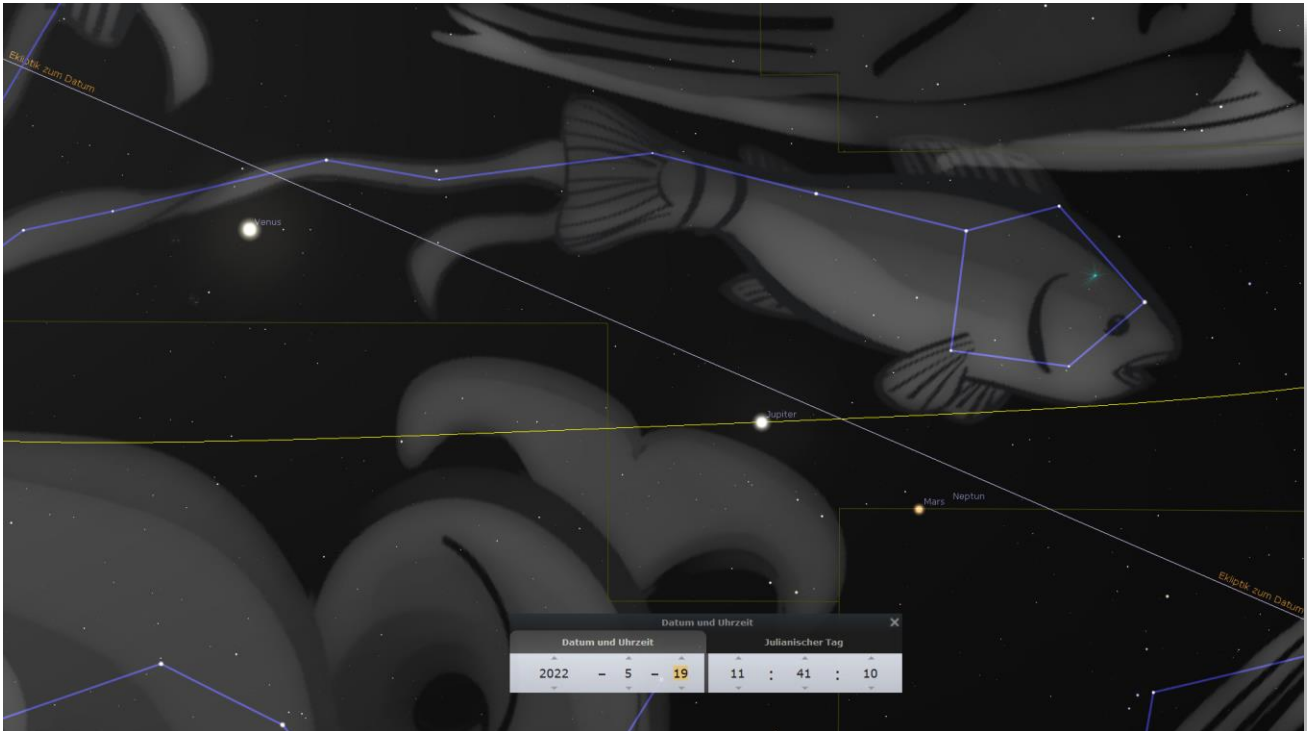 Ekliptik zum Datum
Venus
Jupiter
Mars
Neptun
Ekliptik zum Datum
Datum und Uhrzeit
Datum und Uhrzeit
Julianischer Tag
2022 - 5 - 19 11 : 41 : 10